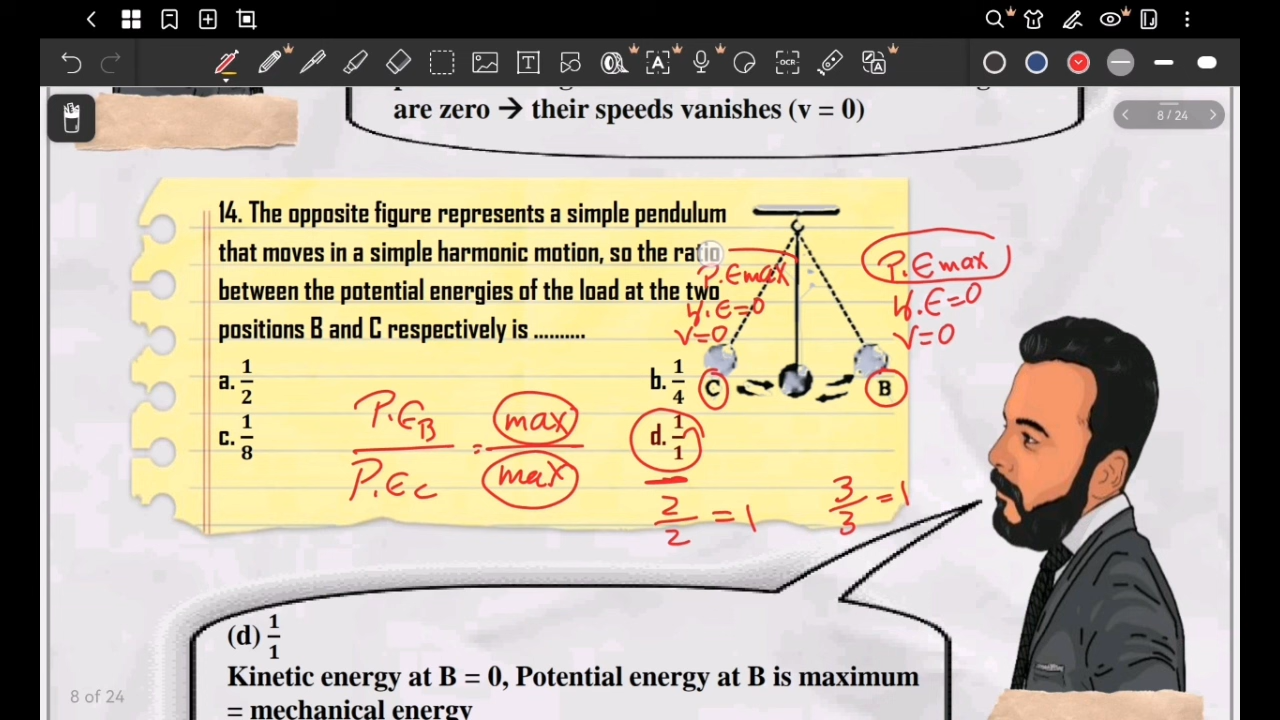 OCR
A
T
A
8 / 24
are zero → their speeds vanishes (v = 0)
14. The opposite figure represents a simple pendulum
that moves in a simple harmonic motion, so the ratio
between the potential energies of the load at the two
positions B and C respectively is ..........
a. 1/2
b. 1/4
c. 1/8
d. 1/1
P.Emax
K.E=0
V=0
P.Emax
K.E=0
V=0
C
B
P.E_B / P.E_C = max / max
2/2 = 1
3/3 = 1
(d) 1/1
Kinetic energy at B = 0, Potential energy at B is maximum
= mechanical energy
8 of 24